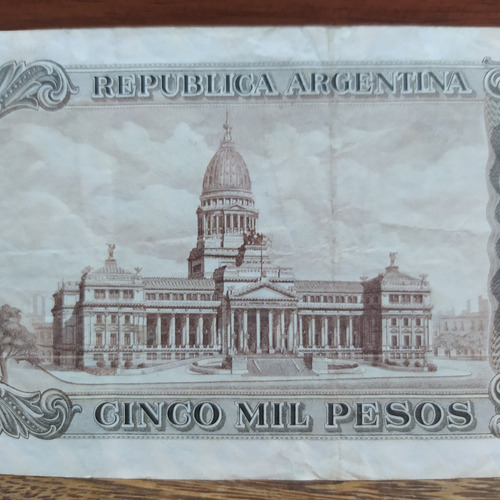 REPUBLICA ARGENTINA
CINCO MIL PESOS